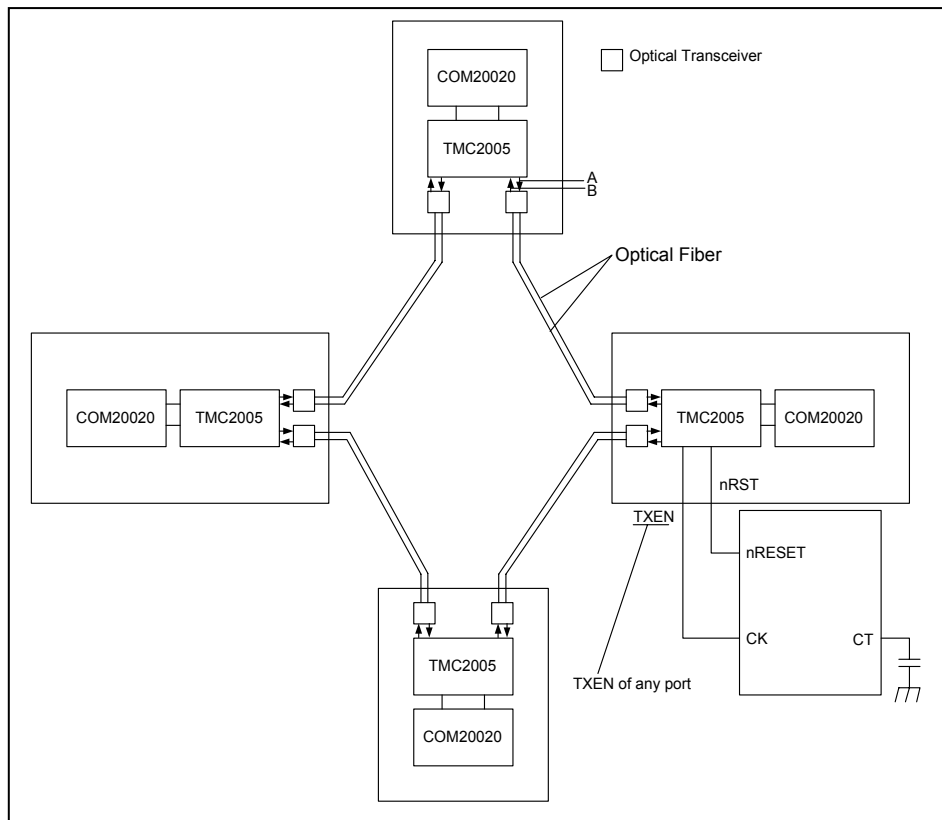 COM20020
Optical Transceiver
TMC2005
A
B
Optical Fiber
COM20020
TMC2005
TMC2005
COM20020
nRST
TXEN
nRESET
CK
CT
TMC2005
TXEN of any port
COM20020